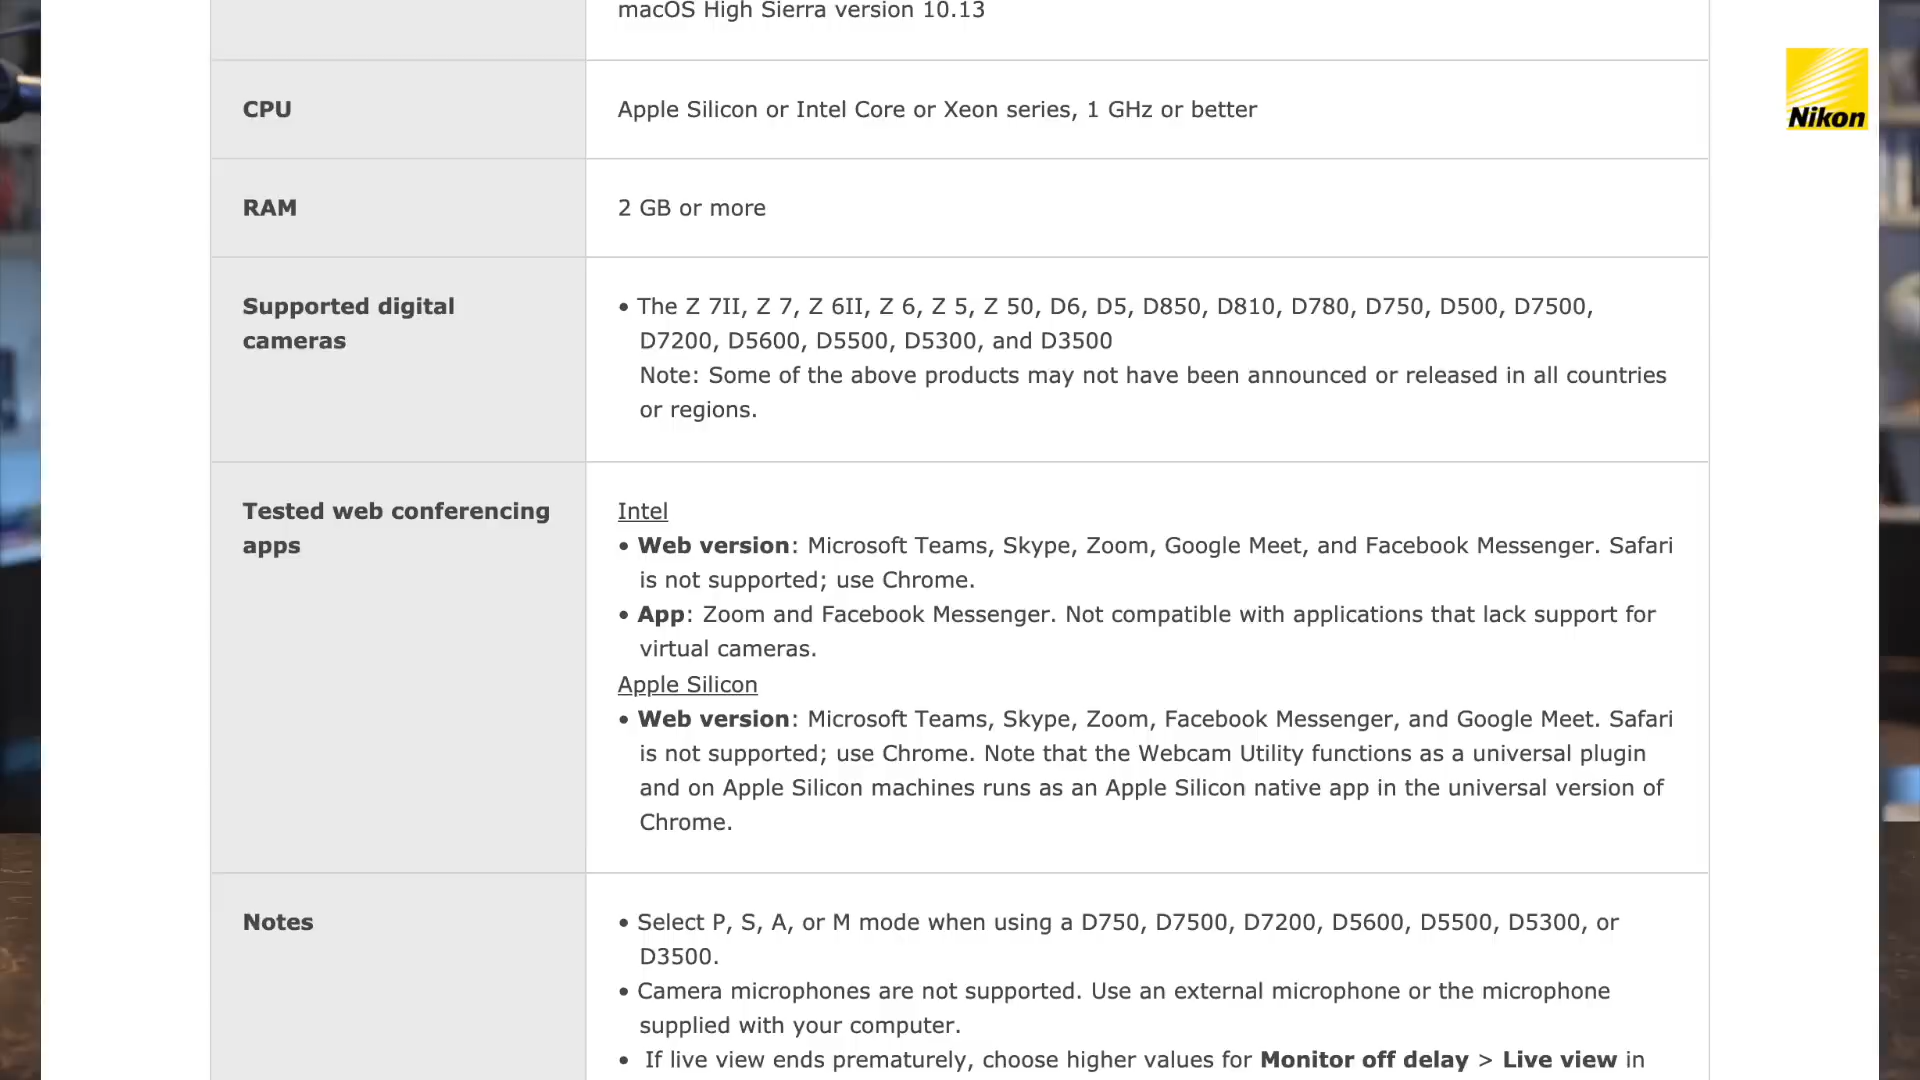 macOS High Sierra version 10.13
Nikon
CPU
Apple Silicon or Intel Core or Xeon series, 1 GHz or better
RAM
2 GB or more
Supported digital
cameras
• The Z 7II, Z 7, Z 6II, Z 6, Z 5, Z 50, D6, D5, D850, D810, D780, D750, D500, D7500,
D7200, D5600, D5500, D5300, and D3500
Note: Some of the above products may not have been announced or released in all countries
or regions.
Tested web conferencing
apps
Intel
• Web version: Microsoft Teams, Skype, Zoom, Google Meet, and Facebook Messenger. Safari
is not supported; use Chrome.
• App: Zoom and Facebook Messenger. Not compatible with applications that lack support for
virtual cameras.
Apple Silicon
• Web version: Microsoft Teams, Skype, Zoom, Facebook Messenger, and Google Meet. Safari
is not supported; use Chrome. Note that the Webcam Utility functions as a universal plugin
and on Apple Silicon machines runs as an Apple Silicon native app in the universal version of
Chrome.
Notes
• Select P, S, A, or M mode when using a D750, D7500, D7200, D5600, D5500, D5300, or
D3500.
• Camera microphones are not supported. Use an external microphone or the microphone
supplied with your computer.
• If live view ends prematurely, choose higher values for Monitor off delay > Live view in